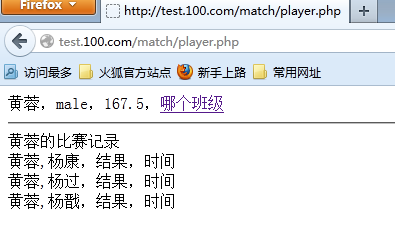 Firefox
http://test.100.com/match/player.php
test.100.com/match/player.php
访问最多 火狐官方站点 新手上路 常用网址
黄蓉，male，167.5，哪个班级
黄蓉的比赛记录
黄蓉,杨康，结果，时间
黄蓉,杨过，结果，时间
黄蓉,杨戬，结果，时间